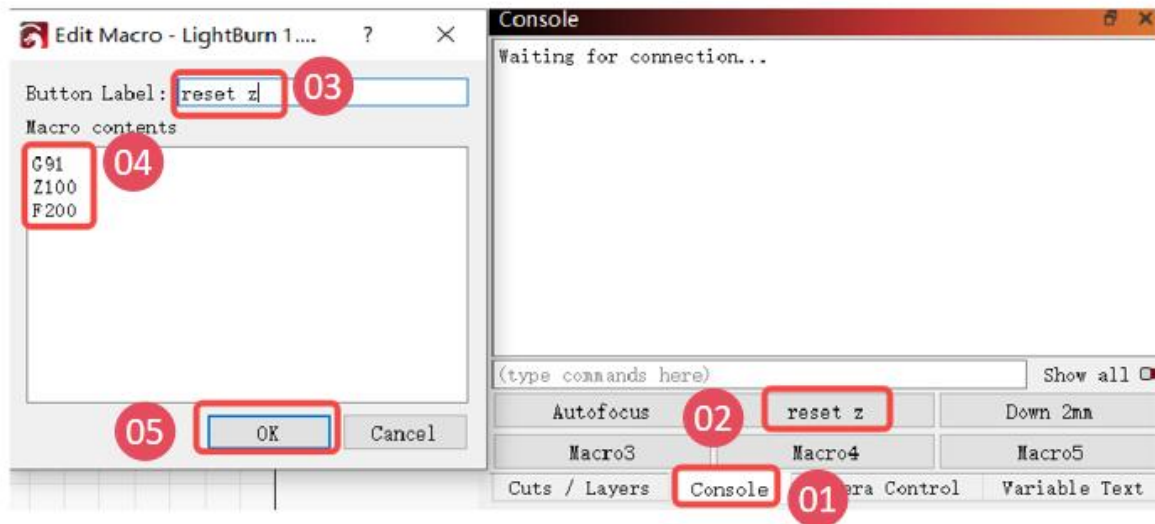 Edit Macro - LightBurn 1.... ? ×
Button Label: reset z
03
Macro contents
G91
Z100
F200
04
05
OK
Cancel
Console
Waiting for connection...
(type commands here)
Show all
Autofocus
02
reset z
Down 2mm
Macro3
Macro4
Macro5
Cuts / Layers
Console
01
Control
Variable Text